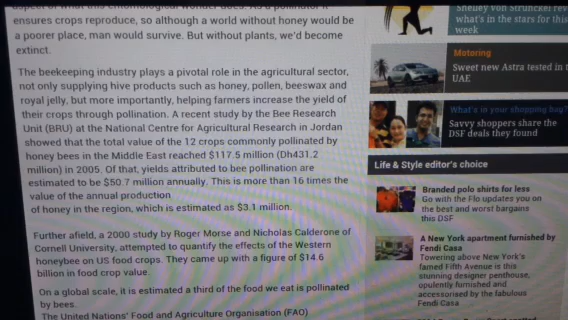 aspect of what this entomological wonder does. As a pollinator it
ensures crops reproduce, so although a world without honey would be
a poorer place, man would survive. But without plants, we'd become
extinct.
The beekeeping industry plays a pivotal role in the agricultural sector,
not only supplying hive products such as honey, pollen, beeswax and
royal jelly, but more importantly, helping farmers increase the yield of
their crops through pollination. A recent study by the Bee Research
Unit (BRU) at the National Centre for Agricultural Research in Jordan
showed that the total value of the 12 crops commonly pollinated by
honey bees in the Middle East reached $117.5 million (Dh431.2
million) in 2005. Of that, yields attributed to bee pollination are
estimated to be $50.7 million annually. This is more than 16 times the
value of the annual production
of honey in the region, which is estimated as $3.1 million.
Further afield, a 2000 study by Roger Morse and Nicholas Calderone of
Cornell University, attempted to quantify the effects of the Western
honeybee on US food crops. They came up with a figure of $14.6
billion in food crop value.
On a global scale, it is estimated a third of the food we eat is pollinated
by bees.
The United Nations' Food and Agriculture Organisation (FAO)
Shelley von Strunckel
what's in the stars for this
week
Motoring
Sweet new Astra tested in
UAE
What's in your shopping bag?
Savvy shoppers share the
DSF deals they found
Life & Style editor's choice
Branded polo shirts for less
Go with the Flo updates you on
the best and worst bargains
this DSF
A New York apartment furnished by
Fendi Casa
Towering above New York's
famed Fifth Avenue is this
stunning designer penthouse,
opulently furnished and
accessorised by the fabulous
Fendi Casa